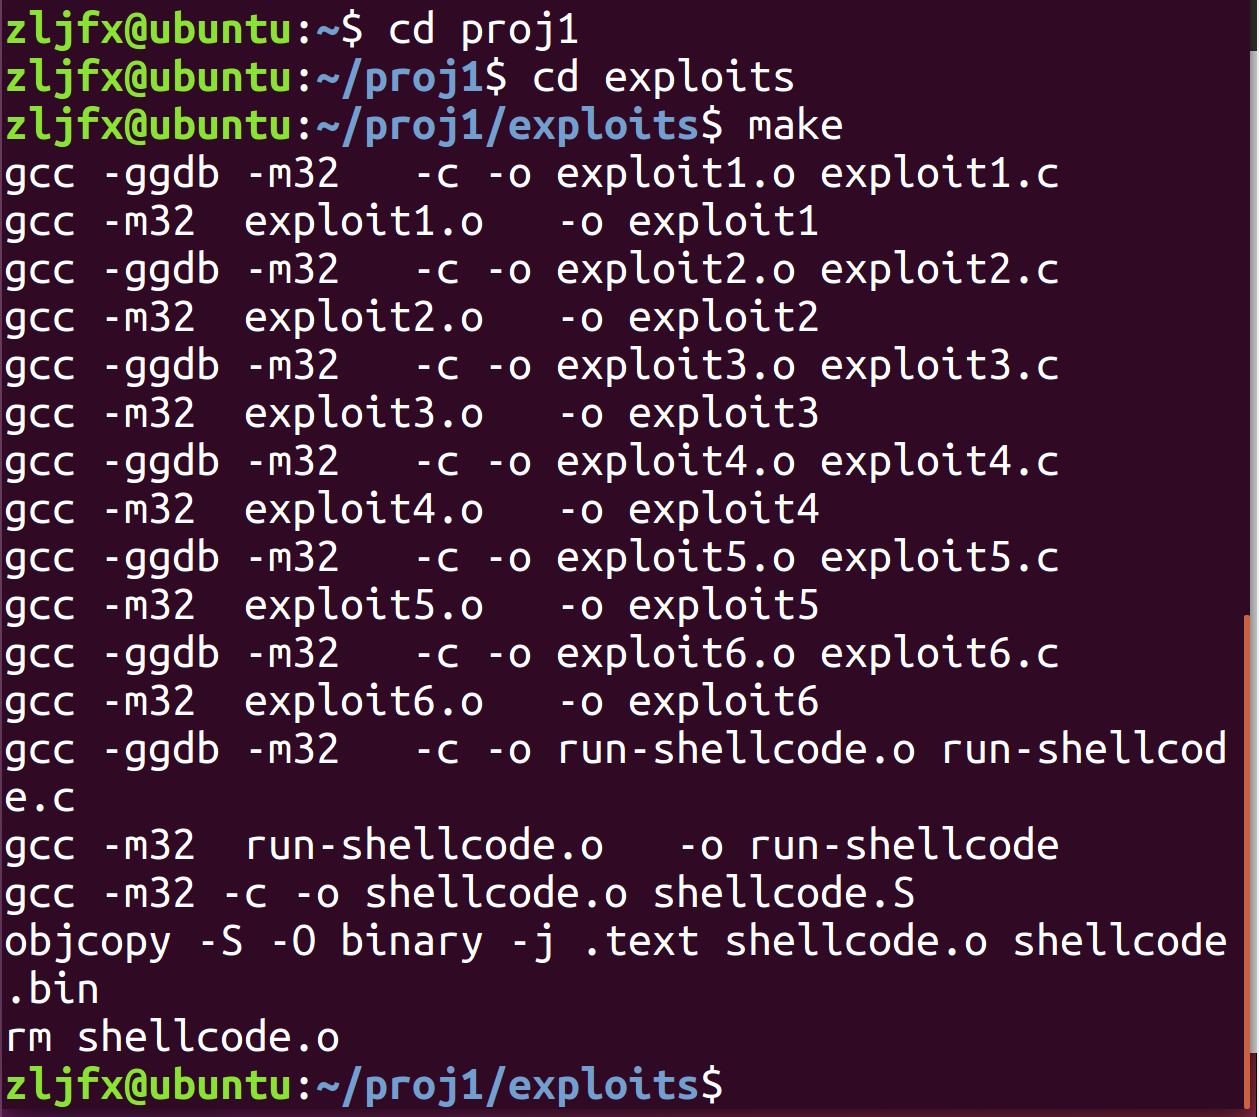 zljfx@ubuntu:~$ cd proj1
zljfx@ubuntu:~/proj1$ cd exploits
zljfx@ubuntu:~/proj1/exploits$ make
gcc -ggdb -m32   -c -o exploit1.o exploit1.c
gcc -m32  exploit1.o   -o exploit1
gcc -ggdb -m32   -c -o exploit2.o exploit2.c
gcc -m32  exploit2.o   -o exploit2
gcc -ggdb -m32   -c -o exploit3.o exploit3.c
gcc -m32  exploit3.o   -o exploit3
gcc -ggdb -m32   -c -o exploit4.o exploit4.c
gcc -m32  exploit4.o   -o exploit4
gcc -ggdb -m32   -c -o exploit5.o exploit5.c
gcc -m32  exploit5.o   -o exploit5
gcc -ggdb -m32   -c -o exploit6.o exploit6.c
gcc -m32  exploit6.o   -o exploit6
gcc -ggdb -m32   -c -o run-shellcode.o run-shellcod
e.c
gcc -m32  run-shellcode.o   -o run-shellcode
gcc -m32 -c -o shellcode.o shellcode.S
objcopy -S -O binary -j .text shellcode.o shellcode
.bin
rm shellcode.o
zljfx@ubuntu:~/proj1/exploits$